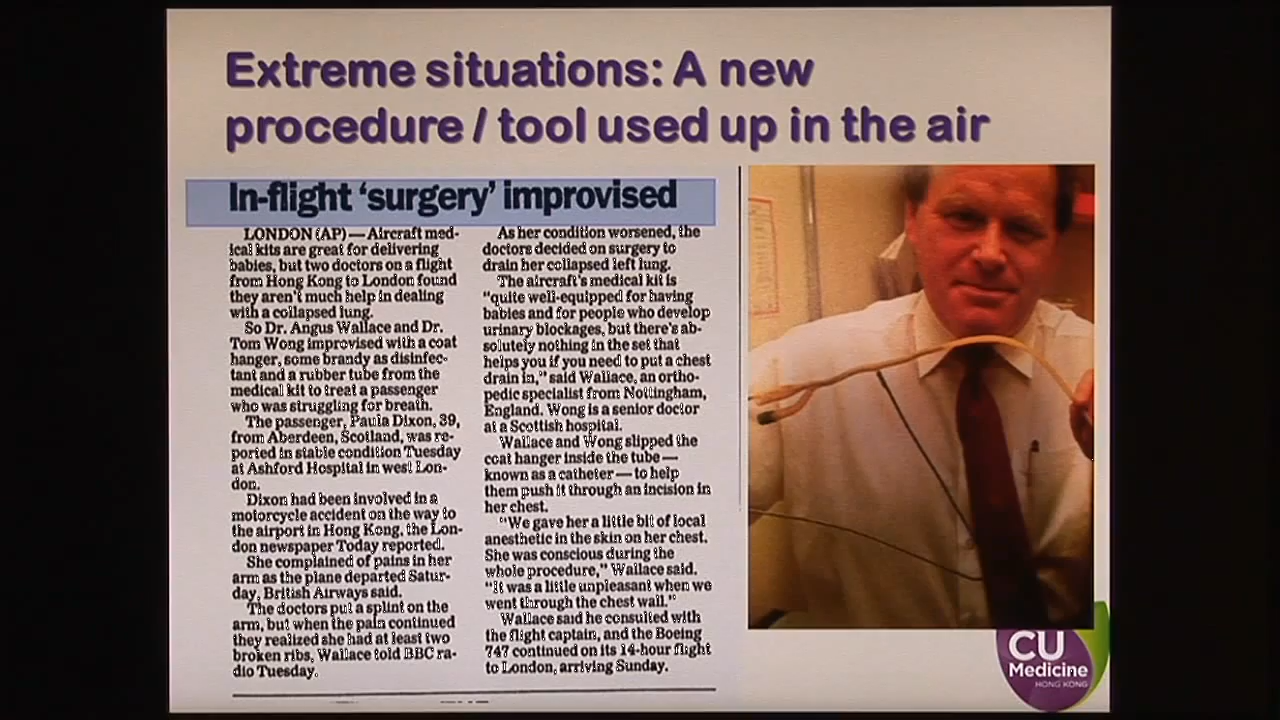 Extreme situations: A new
procedure / tool used up in the air
In-flight ‘surgery’ improvised
LONDON (AP) — Aircraft med-
ical kits are great for delivering
babies, but two doctors on a flight
from Hong Kong to London found
they aren't much help in dealing
with a collapsed lung.
So Dr. Angus Wallace and Dr.
Tom Wong improvised with a coat
hanger, some brandy as disinfec-
tant and a rubber tube from the
medical kit to treat a passenger
who was struggling for breath.
The passenger, Paula Dixon, 39,
from Aberdeen, Scotland, was re-
ported in stable condition Tuesday
at Ashford Hospital in west Lon-
don.
Dixon had been involved in a
motorcycle accident on the way to
the airport in Hong Kong, the Lon-
don newspaper Today reported.
She complained of pains in her
arm as the plane departed Satur-
day, British Airways said.
The doctors put a splint on the
arm, but when the pain continued
they realized she had at least two
broken ribs, Wallace told BBC ra-
dio Tuesday.
As her condition worsened, the
doctors decided on surgery to
drain her collapsed left lung.
The aircraft's medical kit is
"quite well-equipped for having
babies and for people who develop
urinary blockages, but there's ab-
solutely nothing in the set that
helps you if you need to put a chest
drain in," said Wallace, an ortho-
pedic specialist from Nottingham,
England. Wong is a senior doctor
at a Scottish hospital.
Wallace and Wong slipped the
coat hanger inside the tube —
known as a catheter — to help
them push it through an incision in
her chest.
"We gave her a little bit of local
anesthetic in the skin on her chest.
She was conscious during the
whole procedure," Wallace said.
"It was a little unpleasant when we
went through the chest wall."
Wallace said he consulted with
the flight captain, and the Boeing
747 continued on its 14-hour flight
to London, arriving Sunday.
CU
Medicine
HONG KONG